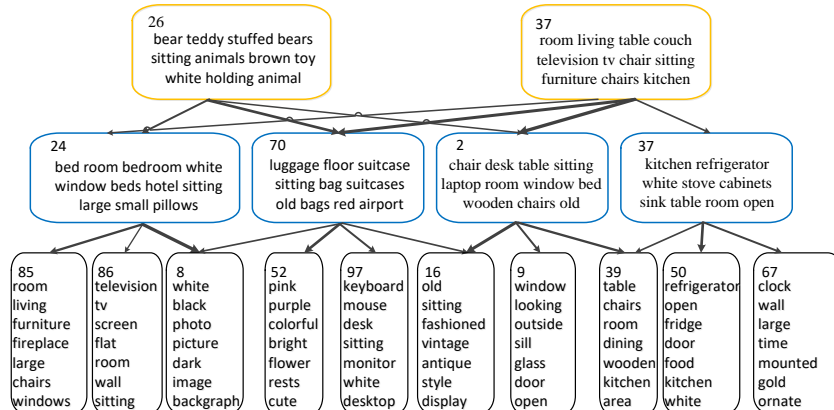 26
bear teddy stuffed bears
sitting animals brown toy
white holding animal
37
room living table couch
television tv chair sitting
furniture chairs kitchen
24
bed room bedroom white
window beds hotel sitting
large small pillows
70
luggage floor suitcase
sitting bag suitcases
old bags red airport
2
chair desk table sitting
laptop room window bed
wooden chairs old
37
kitchen refrigerator
white stove cabinets
sink table room open
85
room
living
furniture
fireplace
large
chairs
windows
86
television
tv
screen
flat
room
wall
sitting
8
white
black
photo
picture
dark
image
backgraph
52
pink
purple
colorful
bright
flower
rests
cute
97
keyboard
mouse
desk
sitting
monitor
white
desktop
16
old
sitting
fashioned
vintage
antique
style
display
9
window
looking
outside
sill
glass
door
open
39
table
chairs
room
dining
wooden
kitchen
area
50
refrigerator
open
fridge
door
food
kitchen
white
67
clock
wall
large
time
mounted
gold
ornate